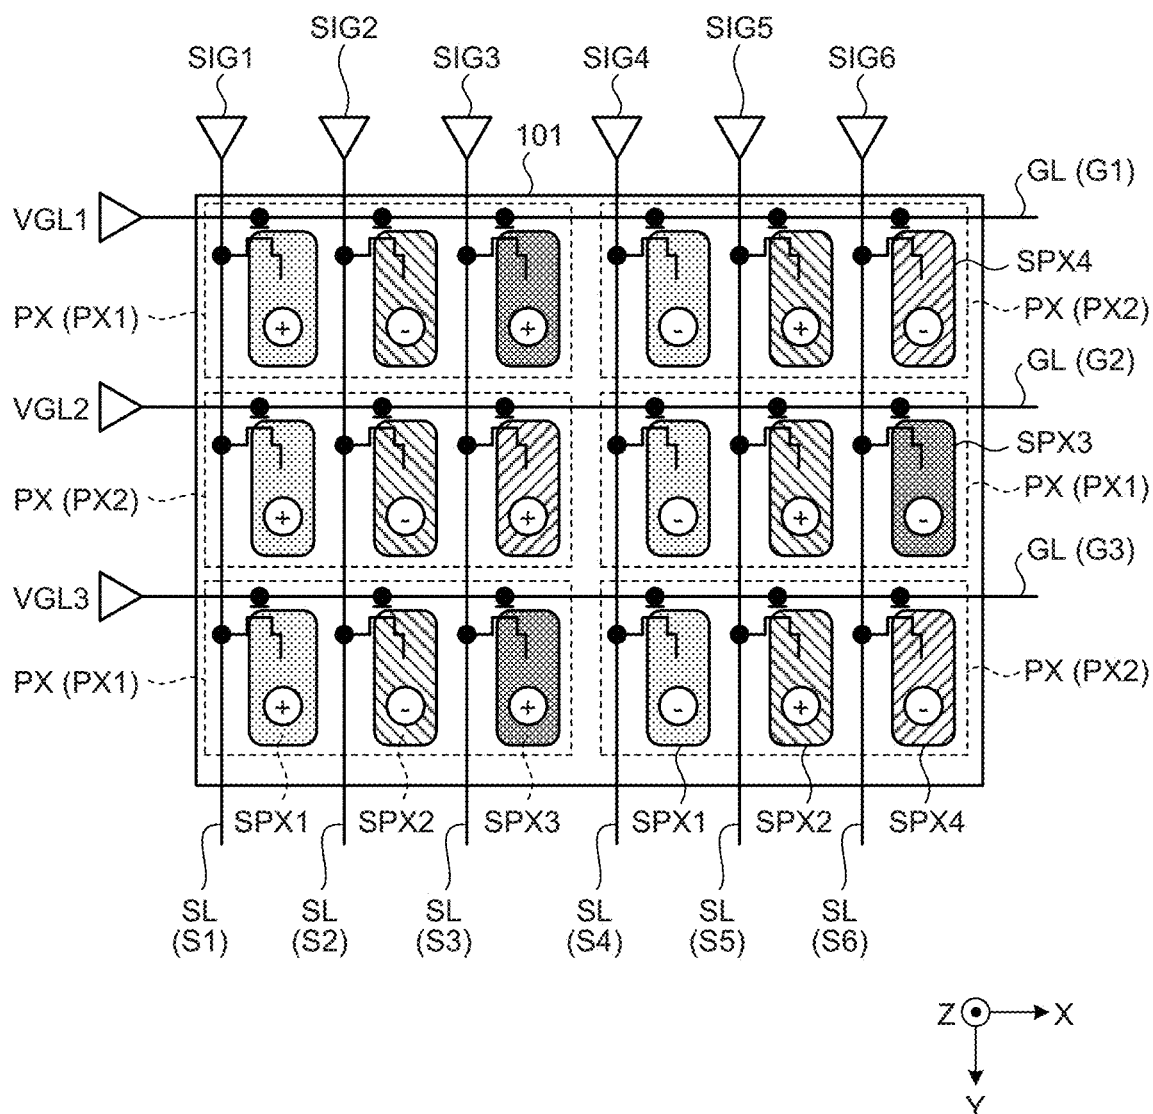 SIG1 SIG2 SIG3 SIG4 SIG5 SIG6
101
GL (G1)
VGL1
SPX4
PX (PX1)
+ - + - + -
PX (PX2)
GL (G2)
VGL2
SPX3
PX (PX2)
+ - + - + -
PX (PX1)
GL (G3)
VGL3
PX (PX1)
PX (PX2)
+ - + - + -
SPX1 SPX2 SPX3 SPX1 SPX2 SPX4
SL SL SL SL SL SL
(S1) (S2) (S3) (S4) (S5) (S6)
Z X
Y